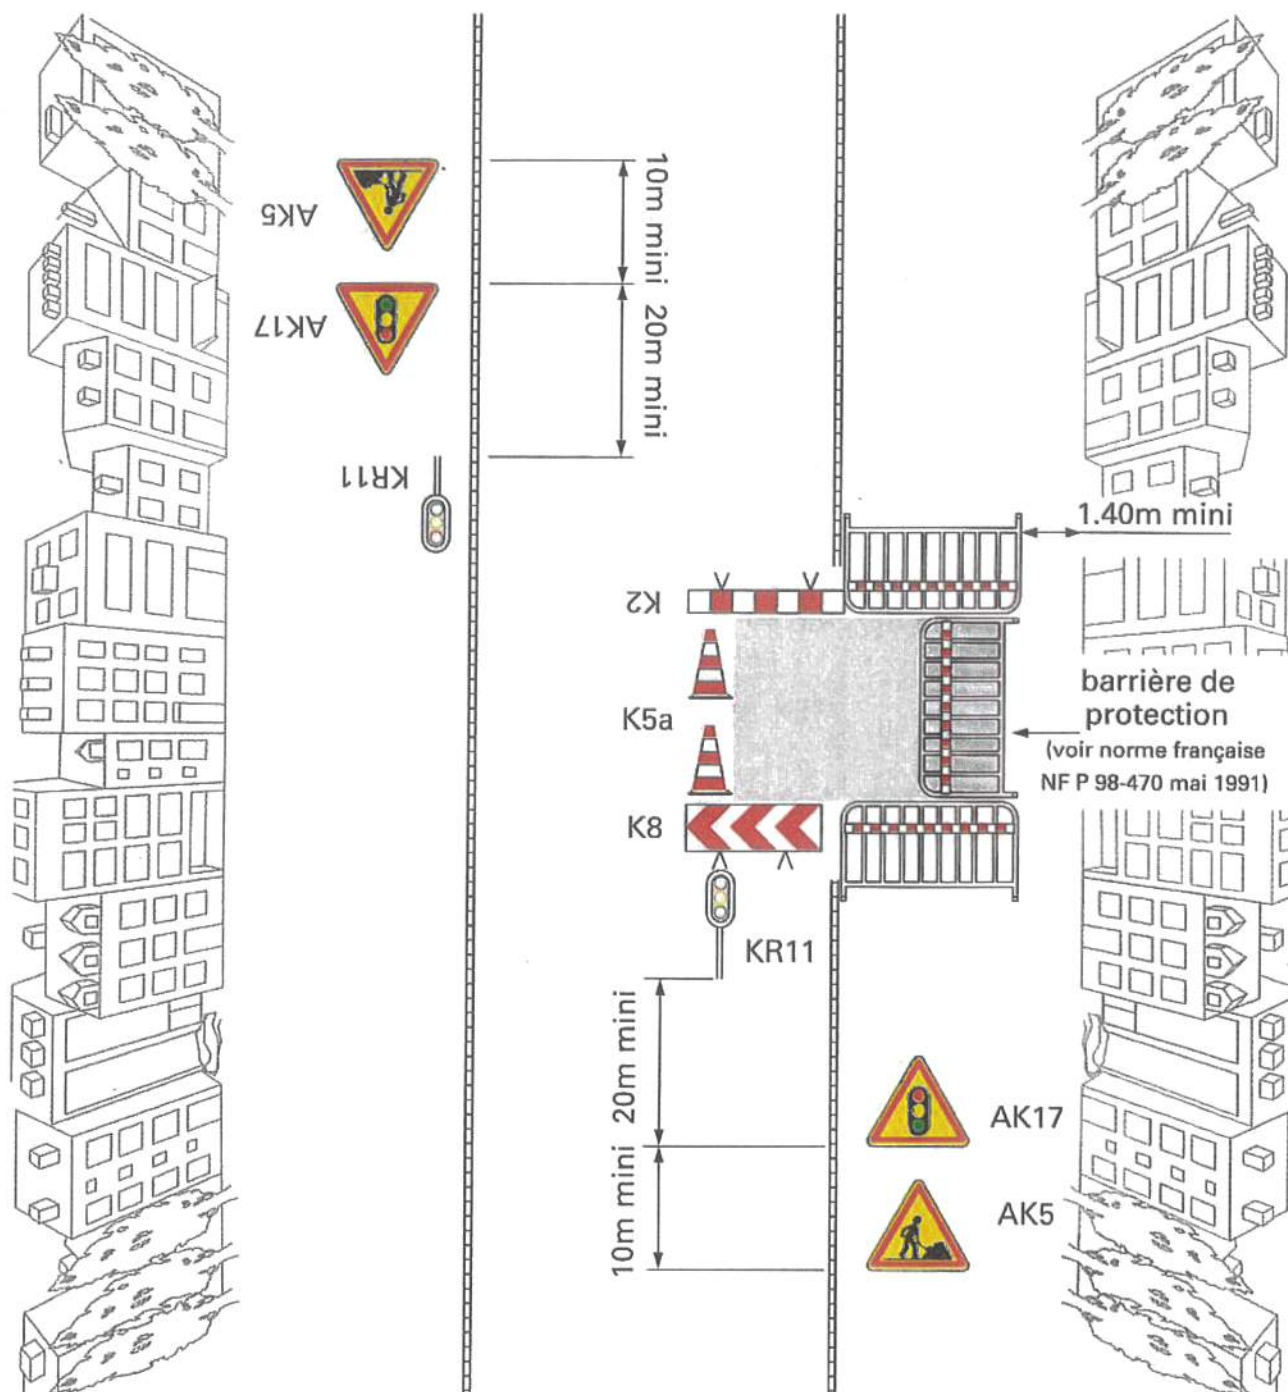 AK5
10m mini
AK17
20m mini
KR11
1.40m mini
K2
K5a
barrière de
protection
(voir norme française
NF P 98-470 mai 1991)
K8
KR11
20m mini
AK17
10m mini
AK5